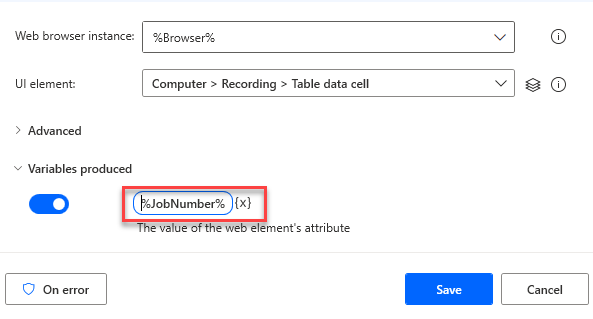 Web browser instance: %Browser%
UI element: Computer > Recording > Table data cell
Advanced
Variables produced
%JobNumber% {x}
The value of the web element's attribute
On error Save Cancel